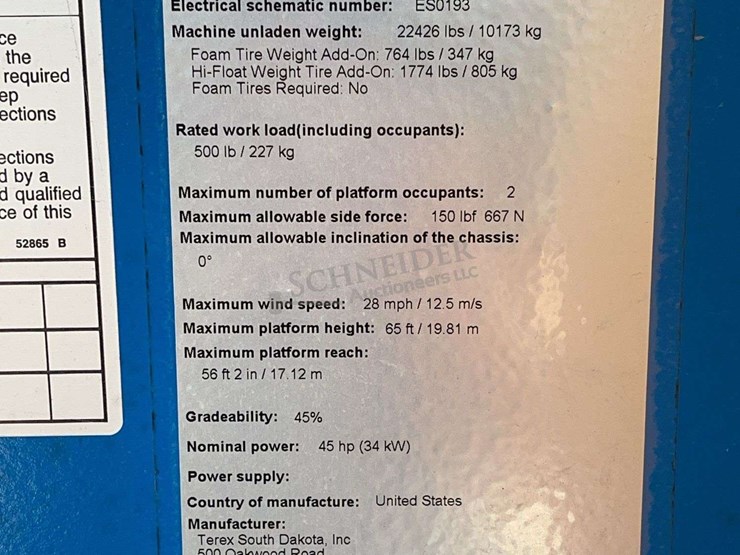 ce
the
required
ep
ections
ections
d by a
d qualified
ce of this
52865 B
Electrical schematic number: ES0193
Machine unladen weight: 22426 lbs / 10173 kg
Foam Tire Weight Add-On: 764 lbs / 347 kg
Hi-Float Weight Tire Add-On: 1774 lbs / 805 kg
Foam Tires Required: No
Rated work load(including occupants):
500 lb / 227 kg
Maximum number of platform occupants: 2
Maximum allowable side force: 150 lbf 667 N
Maximum allowable inclination of the chassis:
0°
SCHNEIDER
Auctioneers LLC
Maximum wind speed: 28 mph / 12.5 m/s
Maximum platform height: 65 ft / 19.81 m
Maximum platform reach:
56 ft 2 in / 17.12 m
Gradeability: 45%
Nominal power: 45 hp (34 kW)
Power supply:
Country of manufacture: United States
Manufacturer:
Terex South Dakota, Inc
500 Oakwood Road